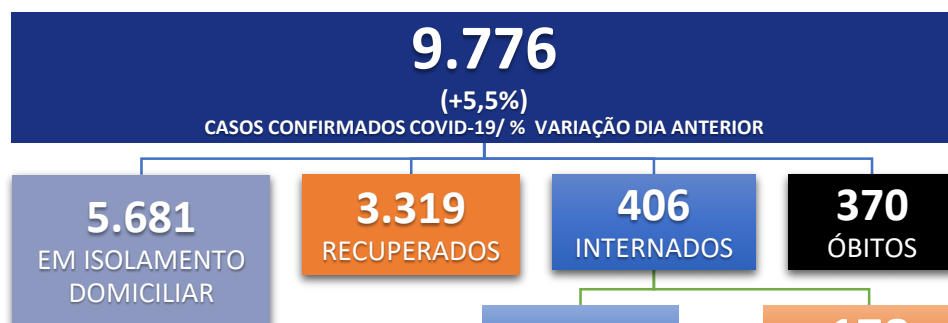 9.776
(+5,5%)
CASOS CONFIRMADOS COVID-19/ % VARIAÇÃO DIA ANTERIOR
5.681
EM ISOLAMENTO
DOMICILIAR
3.319
RECUPERADOS
406
INTERNADOS
370
ÓBITOS